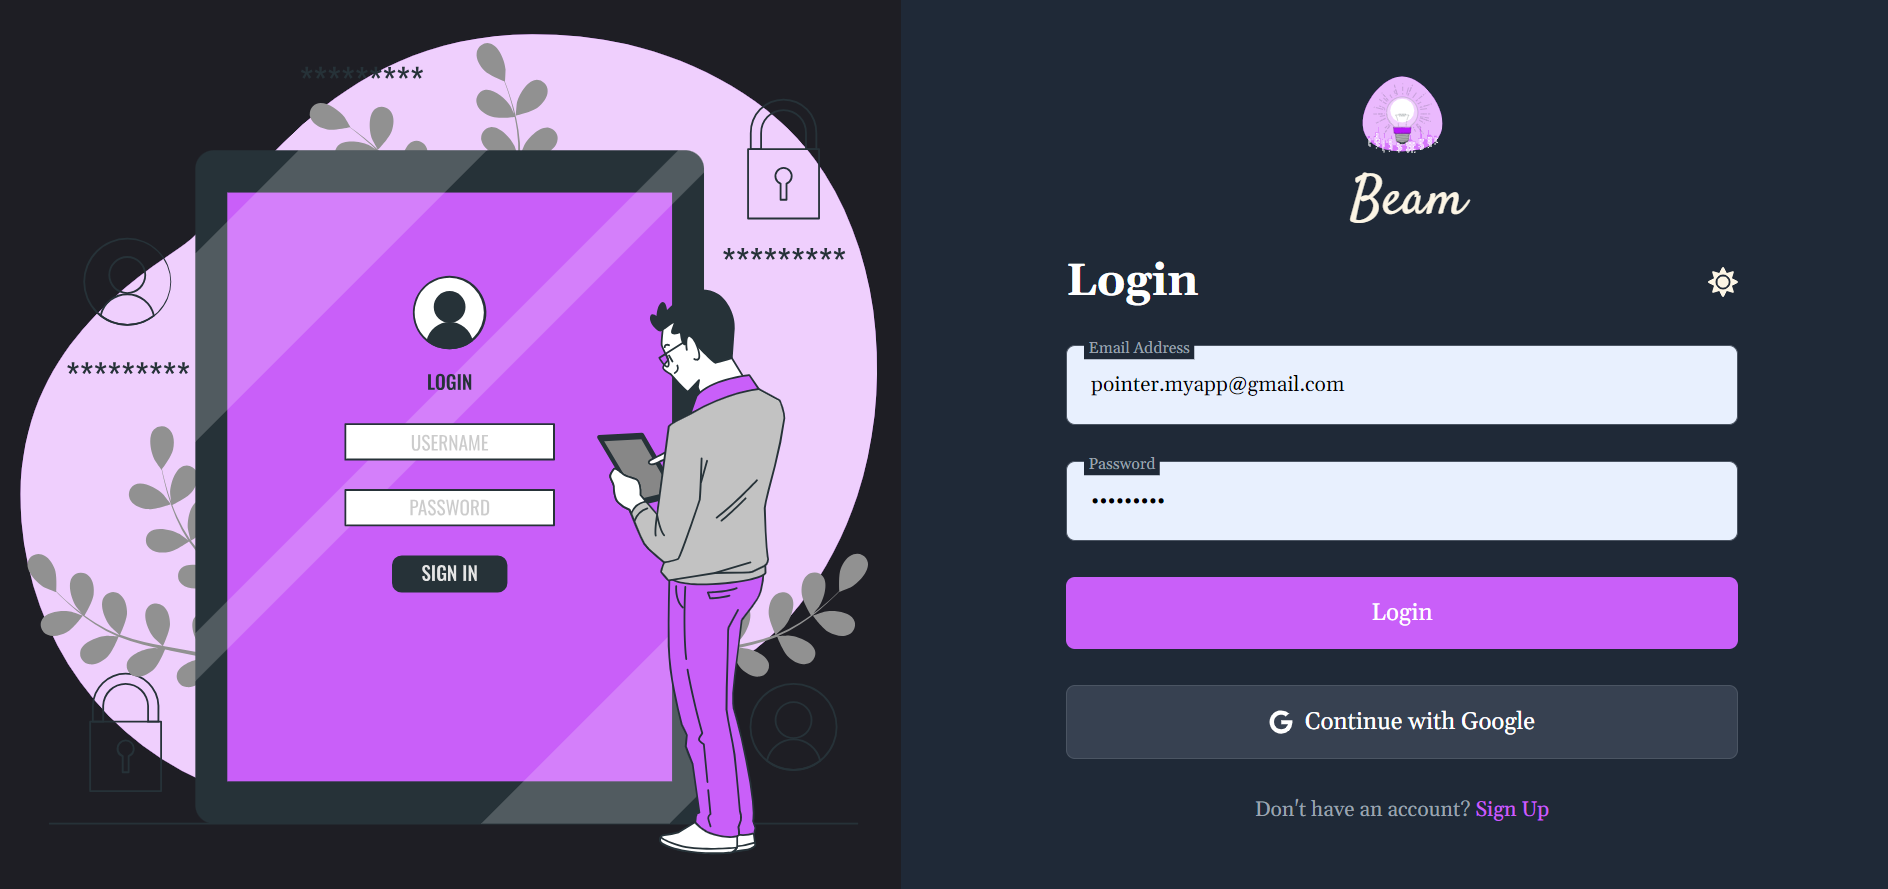 *********
*********
*********
LOGIN
USERNAME
PASSWORD
SIGN IN
Beam
Login
Email Address
pointer.myapp@gmail.com
Password
•••••••••
Login
G Continue with Google
Don't have an account? Sign Up